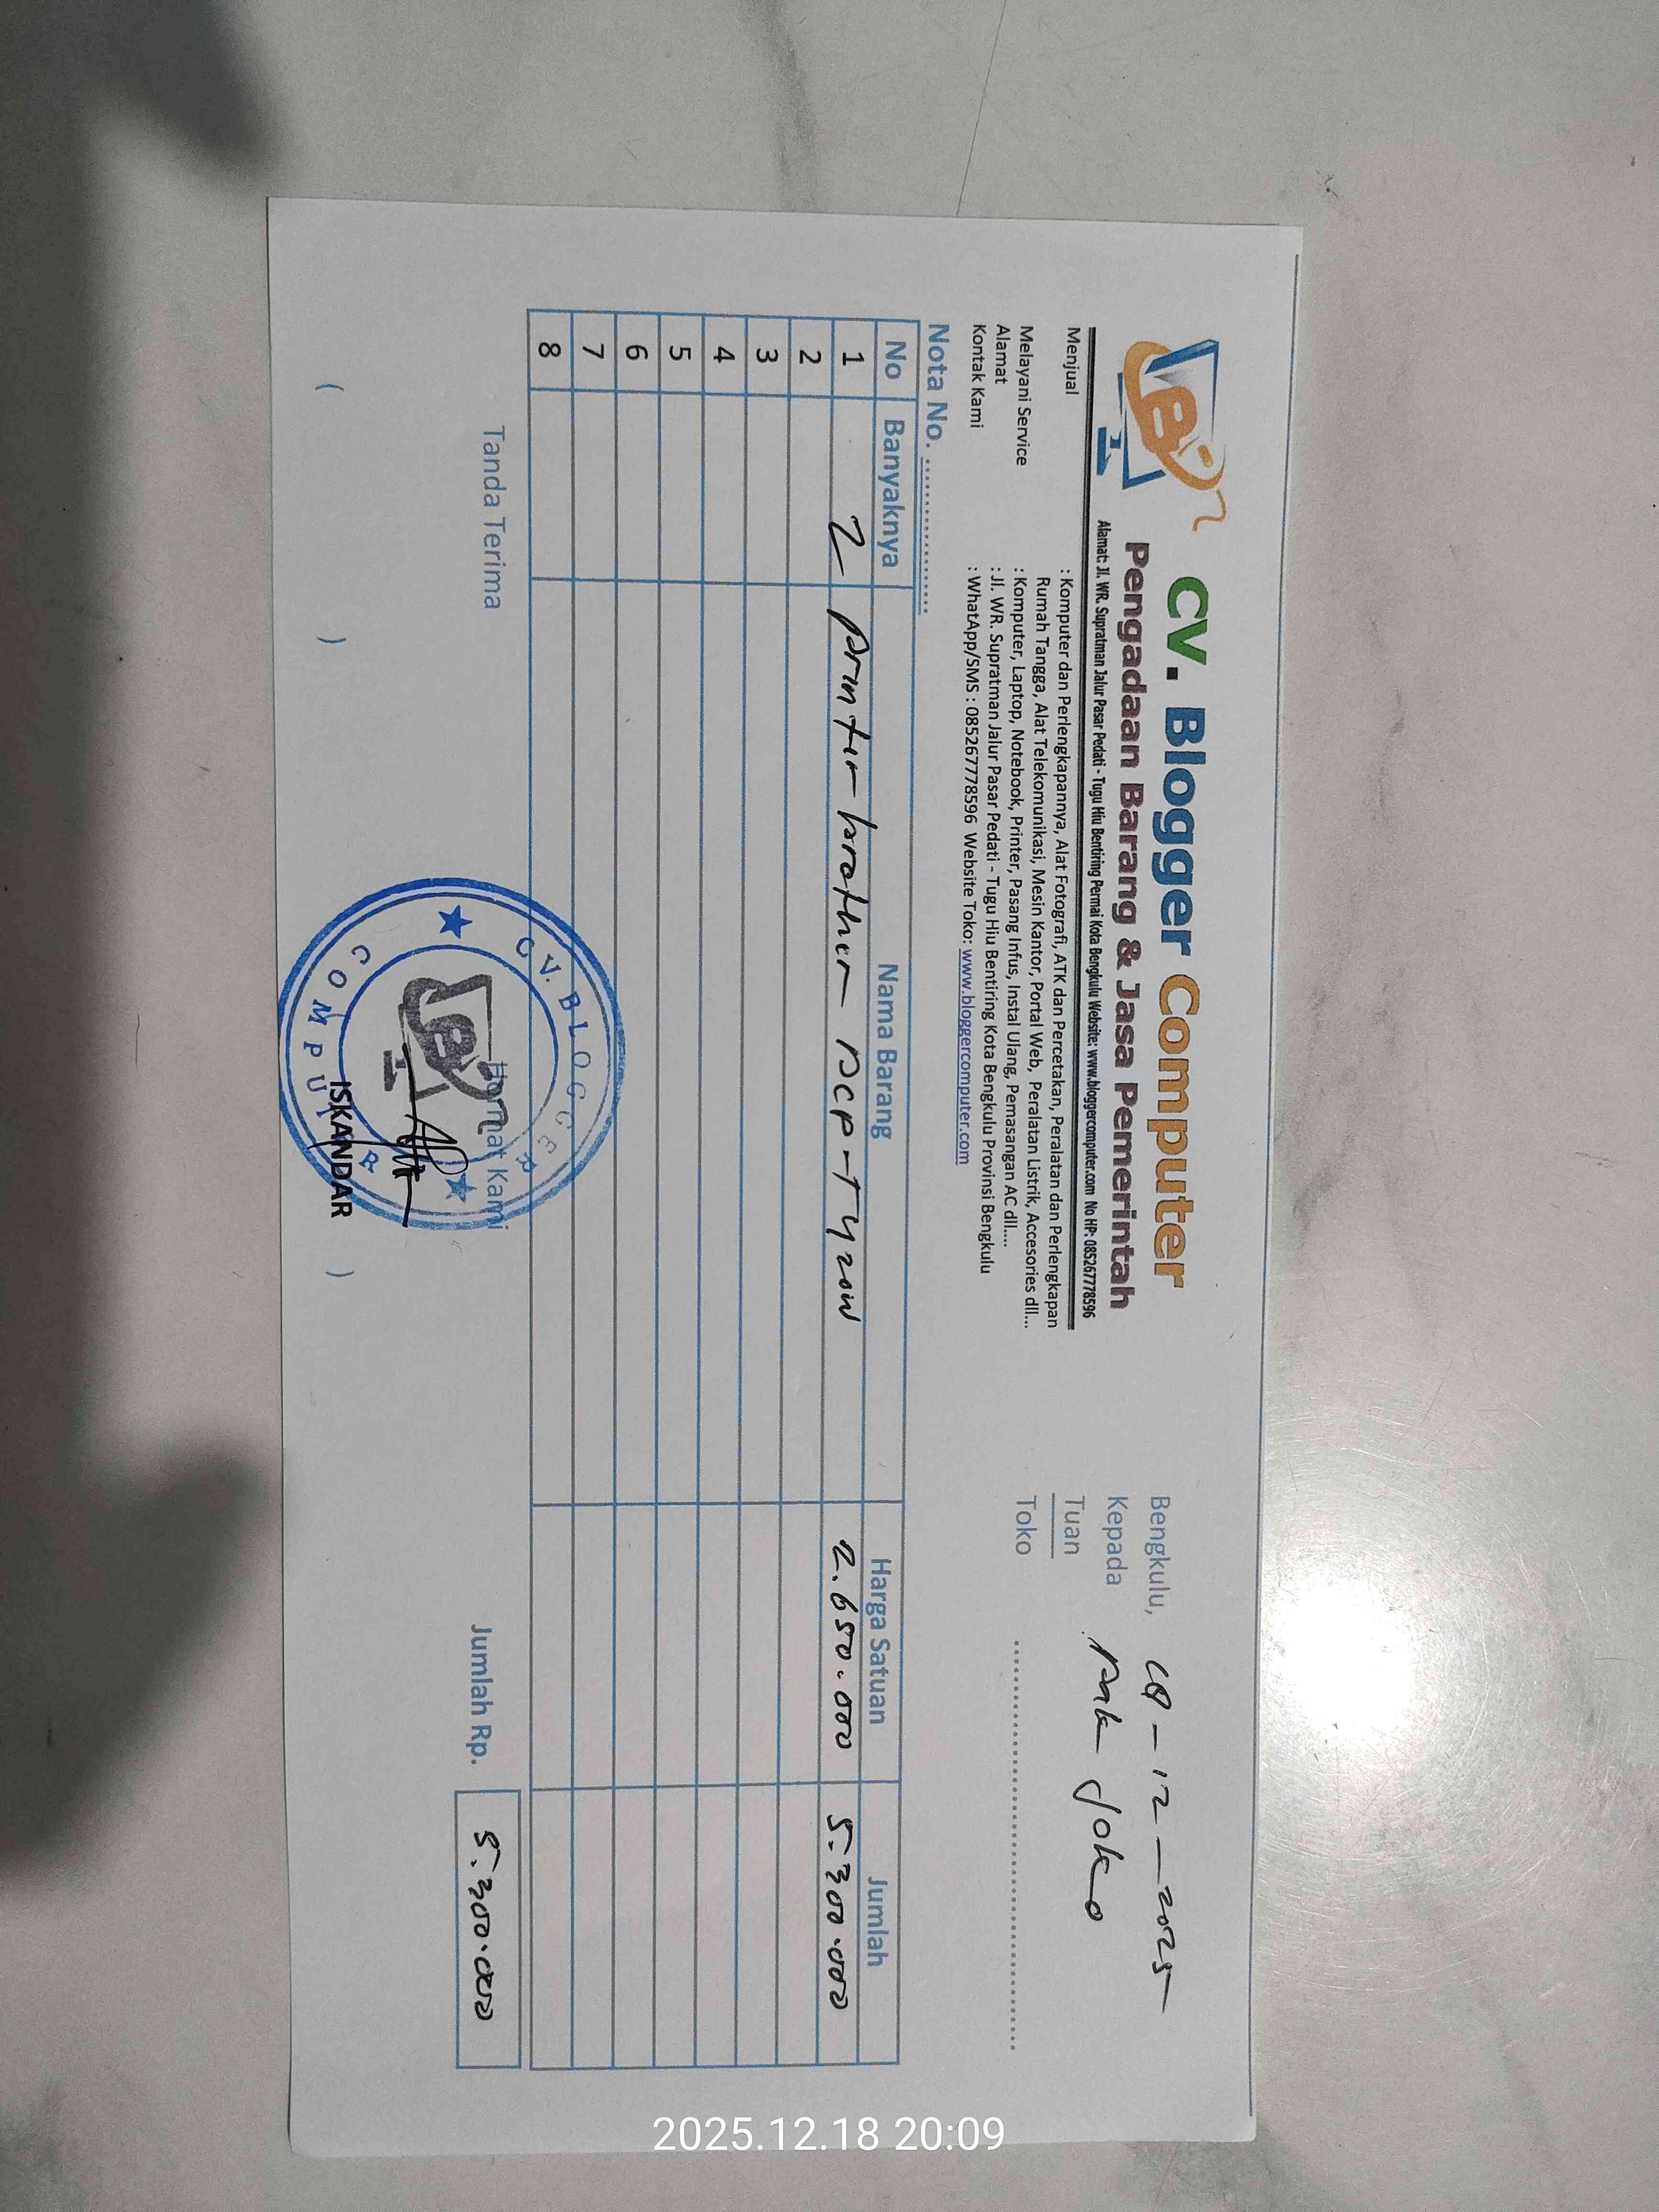 CV. Blogger Computer
Pengadaan Barang & Jasa Pemerintah
Alamat: Jl. WR. Supratman Jalur Pasar Pedati - Tugu Hiu Bentiring Permai Kota Bengkulu Website: www.bloggercomputer.com No HP: 085267778596
Menjual : Komputer dan Perlengkapannya, Alat Fotografi, ATK dan Percetakan, Peralatan dan Perlengkapan
Rumah Tangga, Alat Telekomunikasi, Mesin Kantor, Portal Web, Peralatan Listrik, Accesories dll...
Melayani Service : Komputer, Laptop, Notebook, Printer, Pasang Infus, Instal Ulang, Pemasangan AC dll....
Alamat : Jl. WR. Supratman Jalur Pasar Pedati - Tugu Hiu Bentiring Kota Bengkulu Provinsi Bengkulu
Kontak Kami : WhatApp/SMS : 085267778596 Website Toko: www.bloggercomputer.com
Bengkulu, -12-2025
Kepada Pak Joko
Tuan
Toko
Nota No.
No Banyaknya Nama Barang Harga Satuan Jumlah
1 2 printer brother DCP-T420W 2.650.000 5.300.000
2
3
4
5
6
7
8
Tanda Terima Hormat Kami Jumlah Rp. 5.300.000
CV. BLOGGER
COMPUTER
( ) ISKANDAR )
2025.12.18 20:09